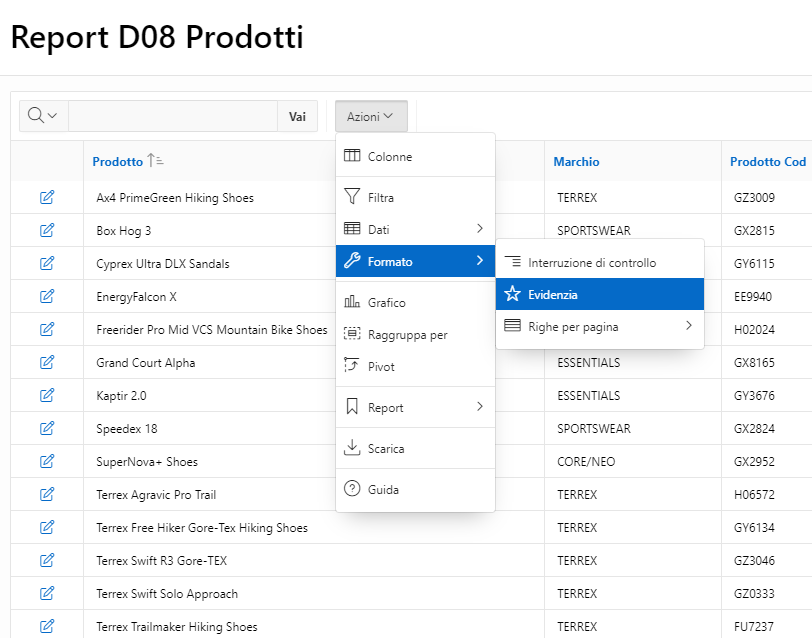 Report D08 Prodotti
Vai
Azioni
Prodotto Marchio Prodotto Cod
Colonne
Ax4 PrimeGreen Hiking Shoes Filtra TERREX GZ3009
Box Hog 3 Dati SPORTSWEAR GX2815
Cyprex Ultra DLX Sandals Formato Interruzione di controllo GY6115
EnergyFalcon X Grafico Evidenzia EE9940
Freerider Pro Mid VCS Mountain Bike Shoes Raggruppa per Righe per pagina H02024
Grand Court Alpha Pivot ESSENTIALS GX8165
Kaptir 2.0 ESSENTIALS GY3676
Report
Speedex 18 SPORTSWEAR GX2824
Scarica
SuperNova+ Shoes CORE/NEO GX2952
Terrex Agravic Pro Trail Guida TERREX H06572
Terrex Free Hiker Gore-Tex Hiking Shoes TERREX GY6134
Terrex Swift R3 Gore-TEX TERREX GZ3046
Terrex Swift Solo Approach TERREX GZ0333
Terrex Trailmaker Hiking Shoes TERREX FU7237